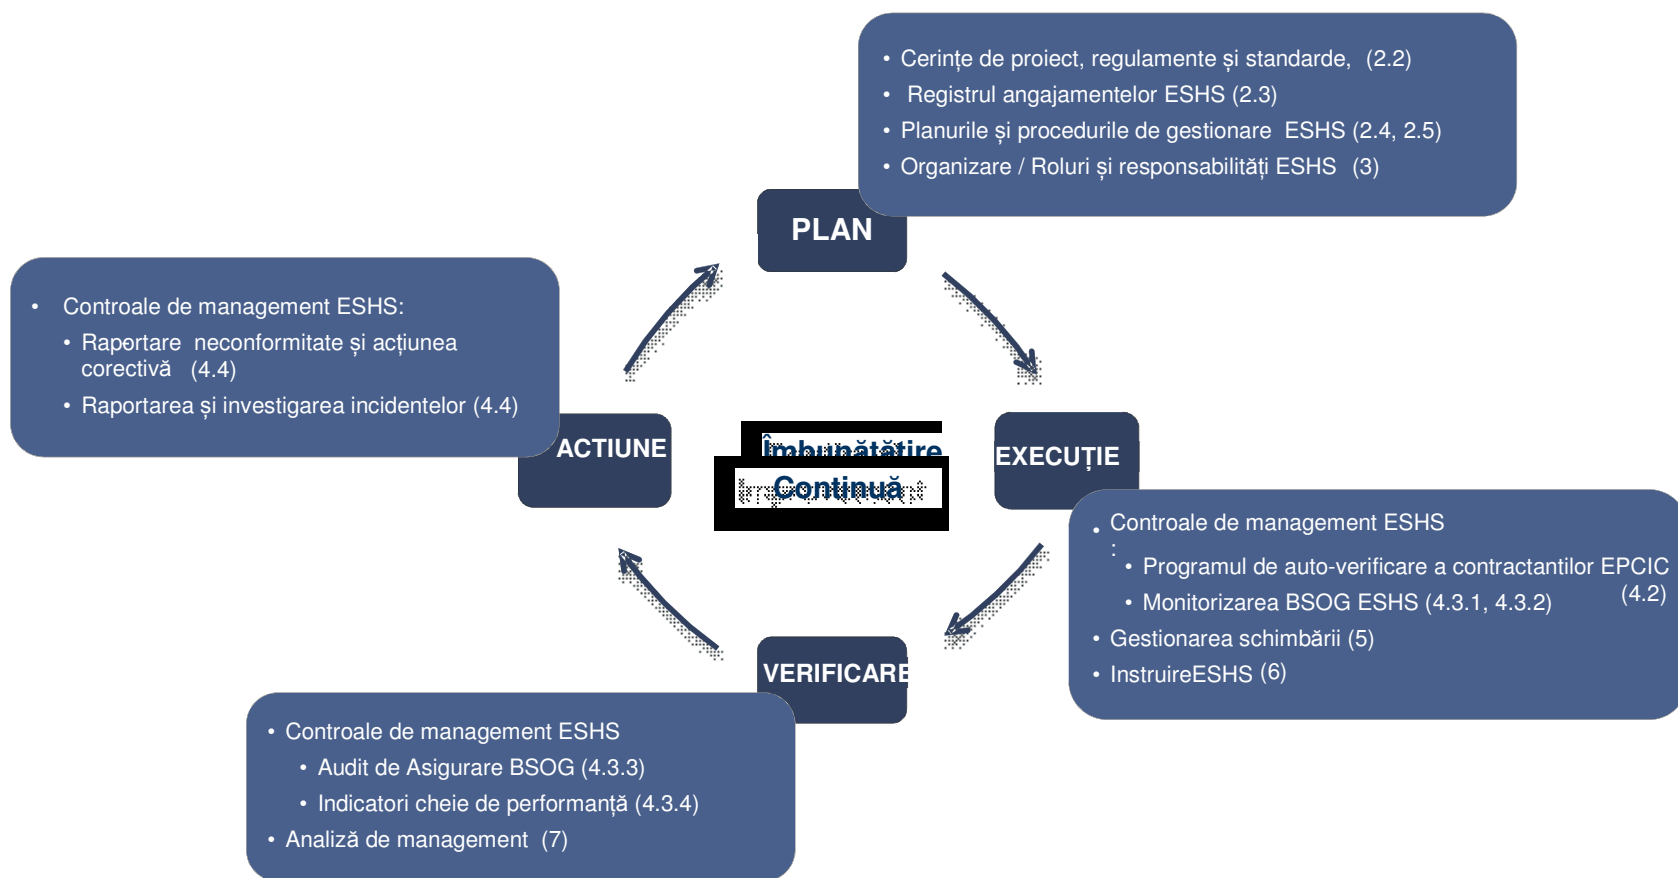 • Cerințe de proiect, regulamente și standarde, (2.2)
• Registrul angajamentelor ESHS (2.3)
• Planurile și procedurile de gestionare ESHS (2.4, 2.5)
• Organizare / Roluri și responsabilități ESHS (3)
PLAN
• Controale de management ESHS:
• Raportare neconformitate și acțiunea
corectivă (4.4)
• Raportarea și investigarea incidentelor (4.4)
ACTIUNE
Îmbunătățire
Continuă
EXECUȚIE
• Controale de management ESHS
:
• Programul de auto-verificare a contractantilor EPCIC
(4.2)
• Monitorizarea BSOG ESHS (4.3.1, 4.3.2)
• Gestionarea schimbării (5)
• InstruireESHS (6)
VERIFICARE
• Controale de management ESHS
• Audit de Asigurare BSOG (4.3.3)
• Indicatori cheie de performanță (4.3.4)
• Analiză de management (7)